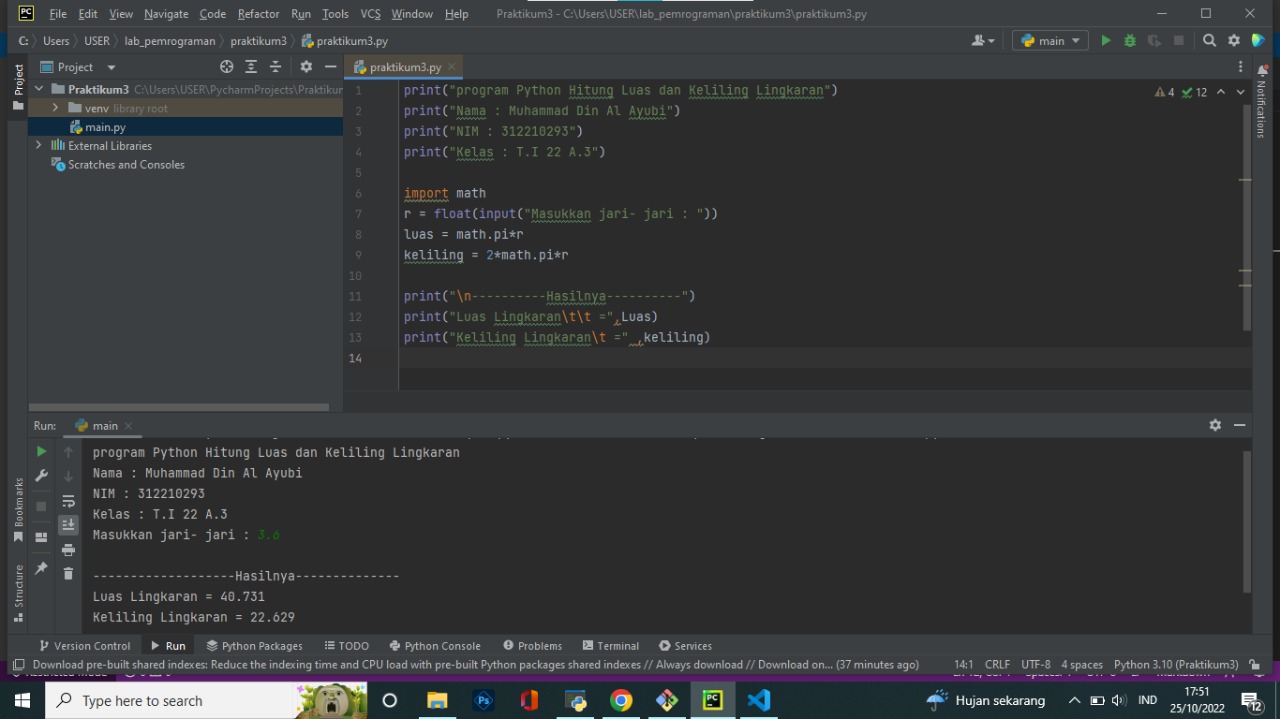 PC File Edit View Navigate Code Refactor Run Tools VCS Window Help Praktikum3 - C:\Users\USER\lab_pemrograman\praktikum3\praktikum3.py
C: Users USER lab_pemrograman praktikum3 praktikum3.py main
Project
Project
praktikum3.py
Notifications
Praktikum3 C:\Users\USER\PycharmProjects\Praktikum
venv library root
main.py
External Libraries
Scratches and Consoles
4 12
1 print("program Python Hitung Luas dan Keliling Lingkaran")
2 print("Nama : Muhammad Din Al Ayubi")
3 print("NIM : 312210293")
4 print("Kelas : T.I 22 A.3")
5
6 import math
7 r = float(input("Masukkan jari- jari : "))
8 luas = math.pi*r
9 keliling = 2*math.pi*r
10
11 print("\n----------Hasilnya----------")
12 print("Luas Lingkaran\t\t =",Luas)
13 print("Keliling Lingkaran\t =" ,keliling)
14
Run: main
program Python Hitung Luas dan Keliling Lingkaran
Nama : Muhammad Din Al Ayubi
NIM : 312210293
Kelas : T.I 22 A.3
Masukkan jari- jari : 3.6
-------------------Hasilnya--------------
Luas Lingkaran = 40.731
Keliling Lingkaran = 22.629
Bookmarks
Structure
Version Control Run Python Packages TODO Python Console Problems Terminal Services
Download pre-built shared indexes: Reduce the indexing time and CPU load with pre-built Python packages shared indexes // Always download // Download on... (37 minutes ago) 14:1 CRLF UTF-8 4 spaces Python 3.10 (Praktikum3)
Type here to search
Ps
PC
Hujan sekarang
IND
17:51
25/10/2022
12